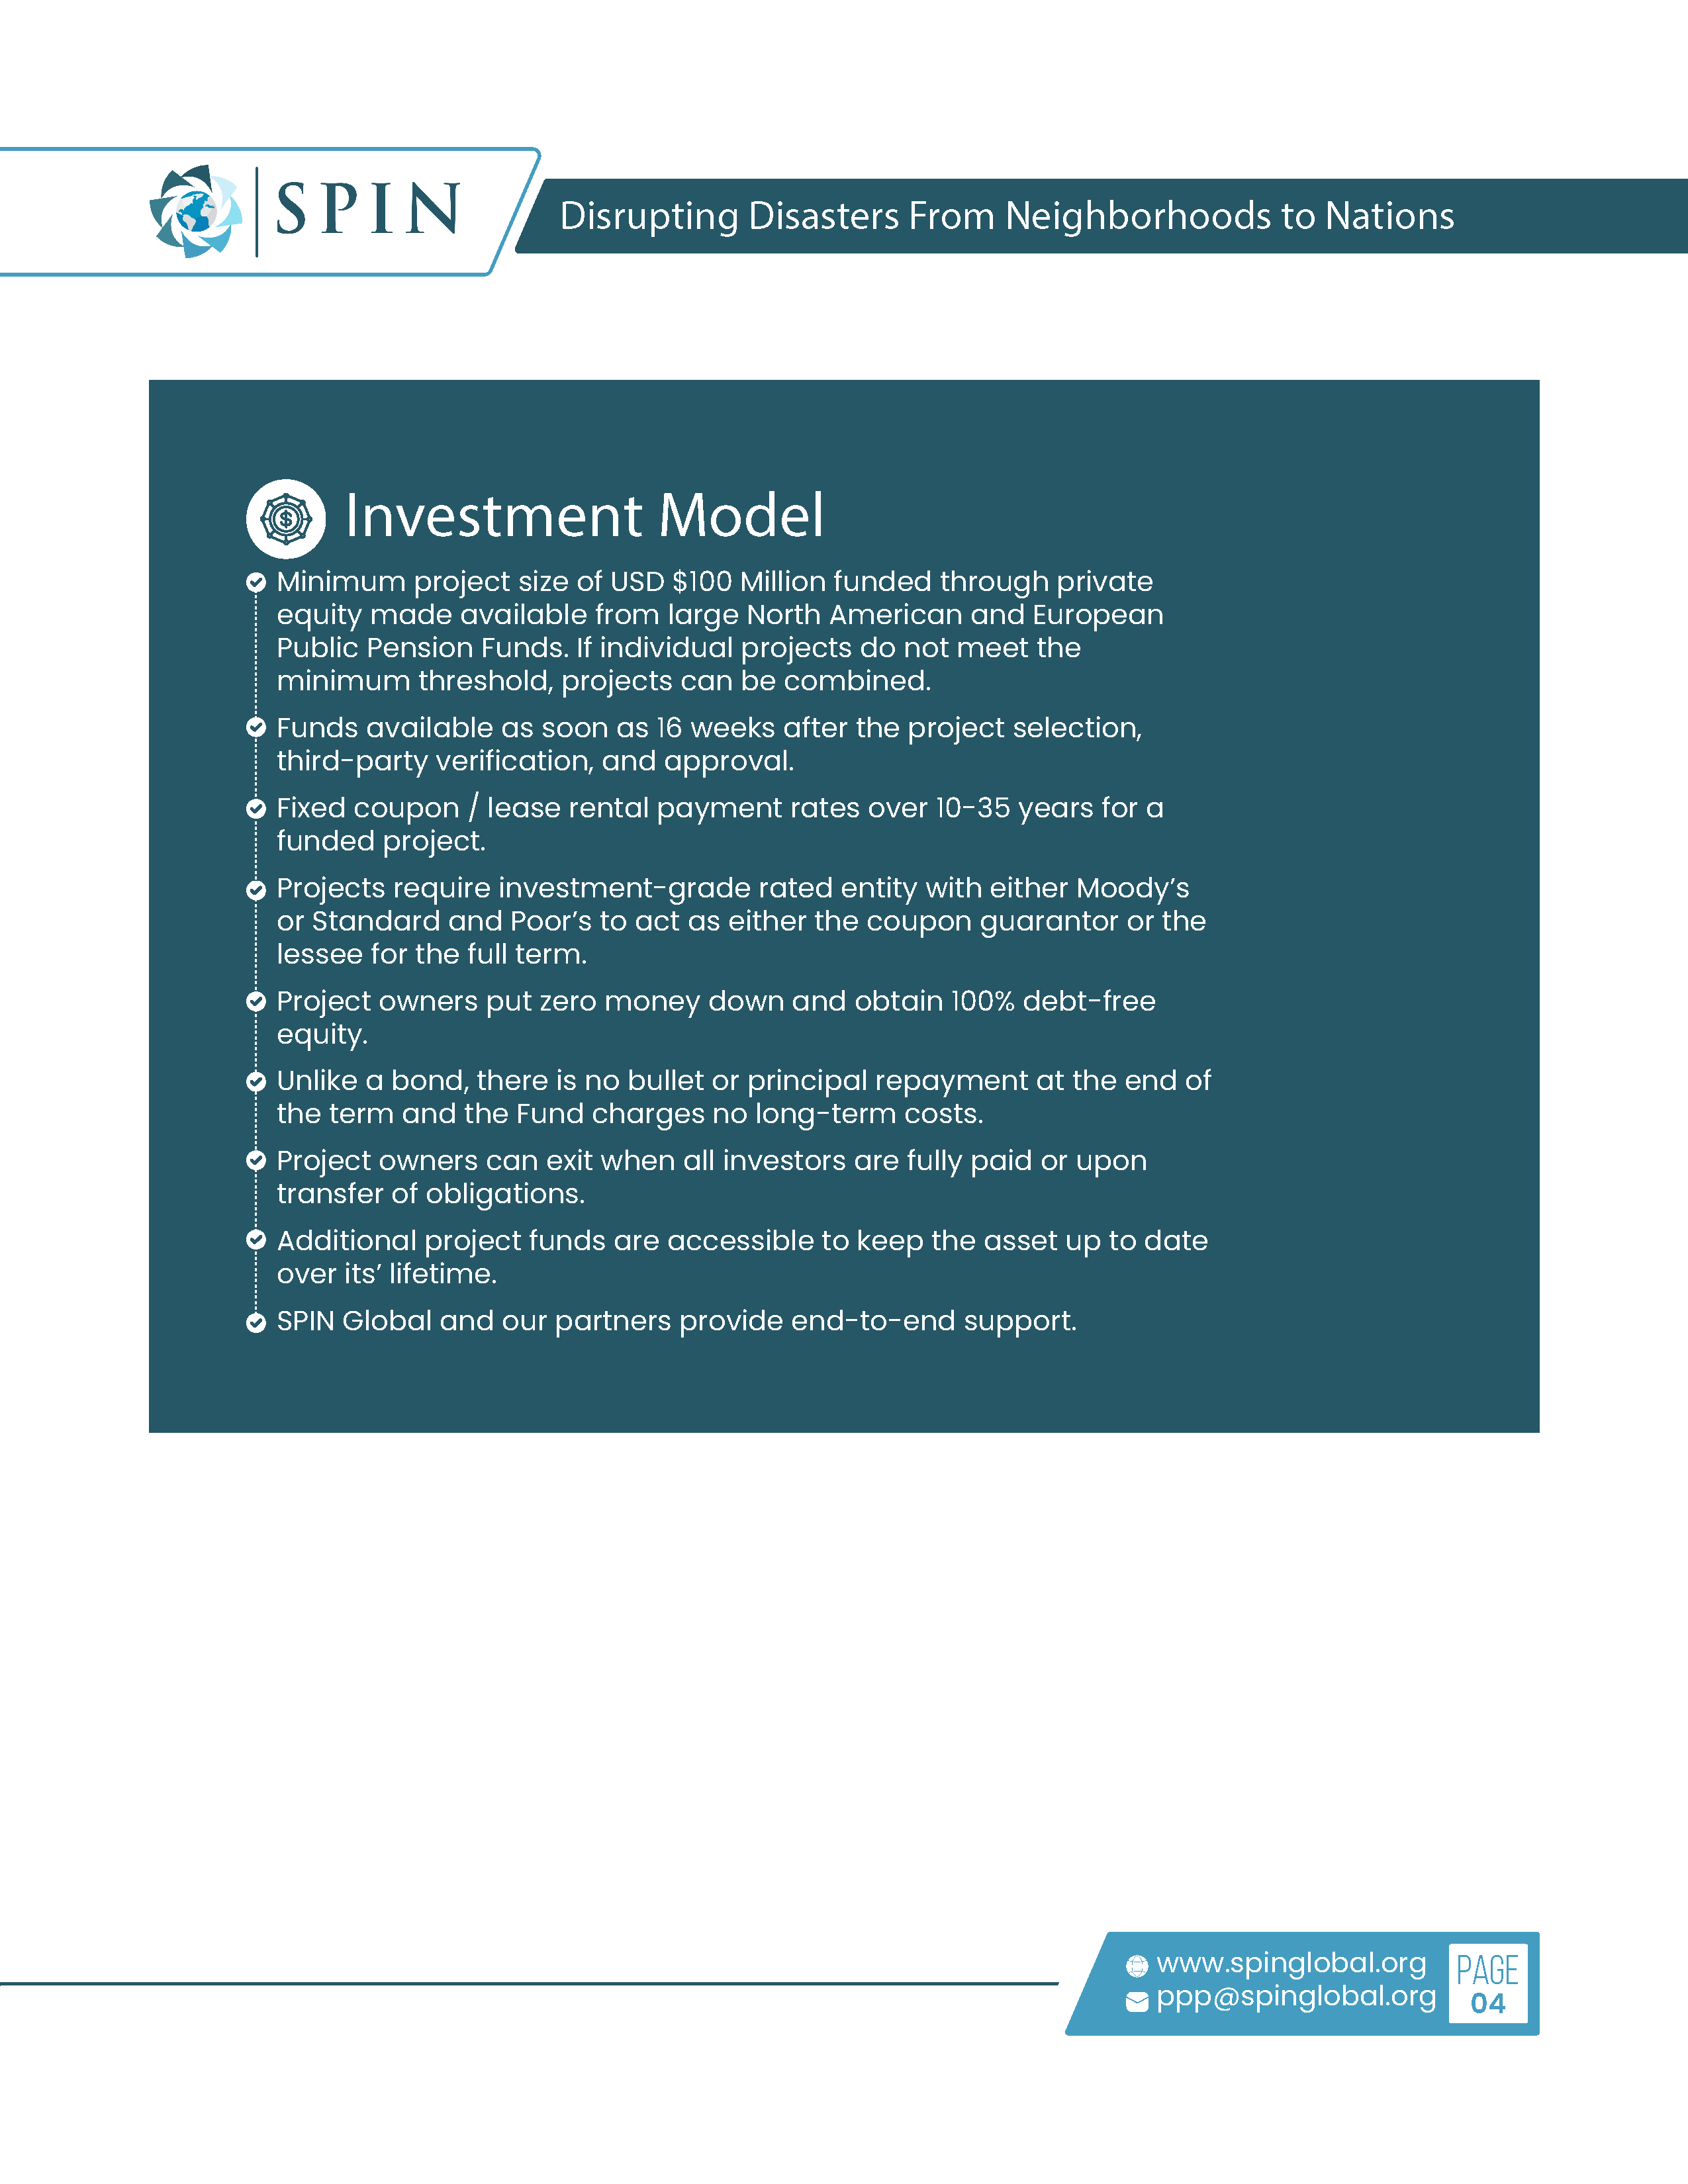 SPIN
Disrupting Disasters From Neighborhoods to Nations
Investment Model
Minimum project size of USD $100 Million funded through private
equity made available from large North American and European
Public Pension Funds. If individual projects do not meet the
minimum threshold, projects can be combined.
Funds available as soon as 16 weeks after the project selection,
third-party verification, and approval.
Fixed coupon / lease rental payment rates over 10-35 years for a
funded project.
Projects require investment-grade rated entity with either Moody’s
or Standard and Poor’s to act as either the coupon guarantor or the
lessee for the full term.
Project owners put zero money down and obtain 100% debt-free
equity.
Unlike a bond, there is no bullet or principal repayment at the end of
the term and the Fund charges no long-term costs.
Project owners can exit when all investors are fully paid or upon
transfer of obligations.
Additional project funds are accessible to keep the asset up to date
over its’ lifetime.
SPIN Global and our partners provide end-to-end support.
www.spinglobal.org
ppp@spinglobal.org
PAGE
04